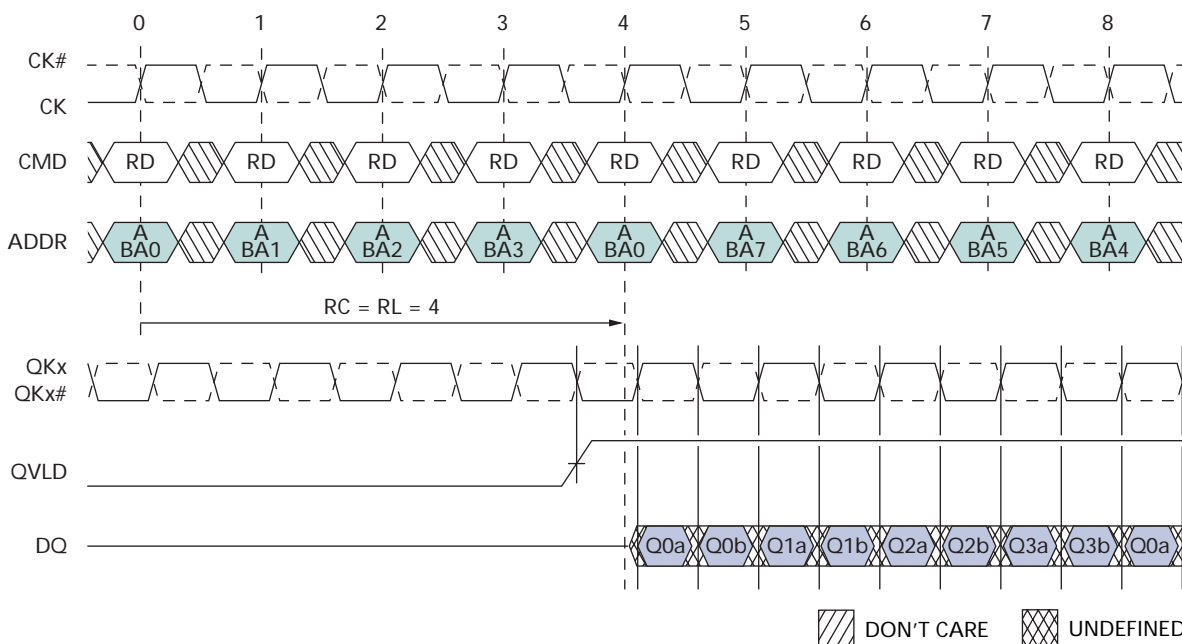 0 1 2 3 4 5 6 7 8
CK#
CK
CMD RD RD RD RD RD RD RD RD RD
ADDR A A A A A A A A A
BA0 BA1 BA2 BA3 BA0 BA7 BA6 BA5 BA4
RC = RL = 4
QKx
QKx#
QVLD
DQ Q0a Q0b Q1a Q1b Q2a Q2b Q3a Q3b Q0a
DON'T CARE UNDEFINED